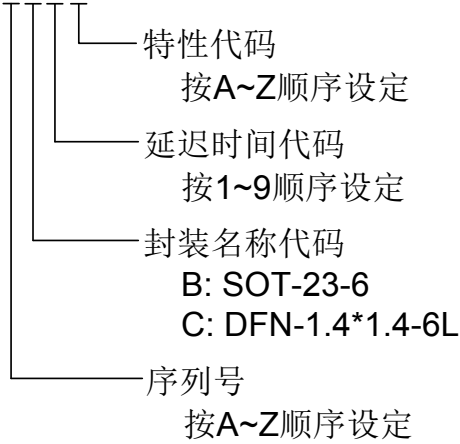 特性代码
按A~Z顺序设定
延迟时间代码
按1~9顺序设定
封装名称代码
B: SOT-23-6
C: DFN-1.4*1.4-6L
序列号
按A~Z顺序设定